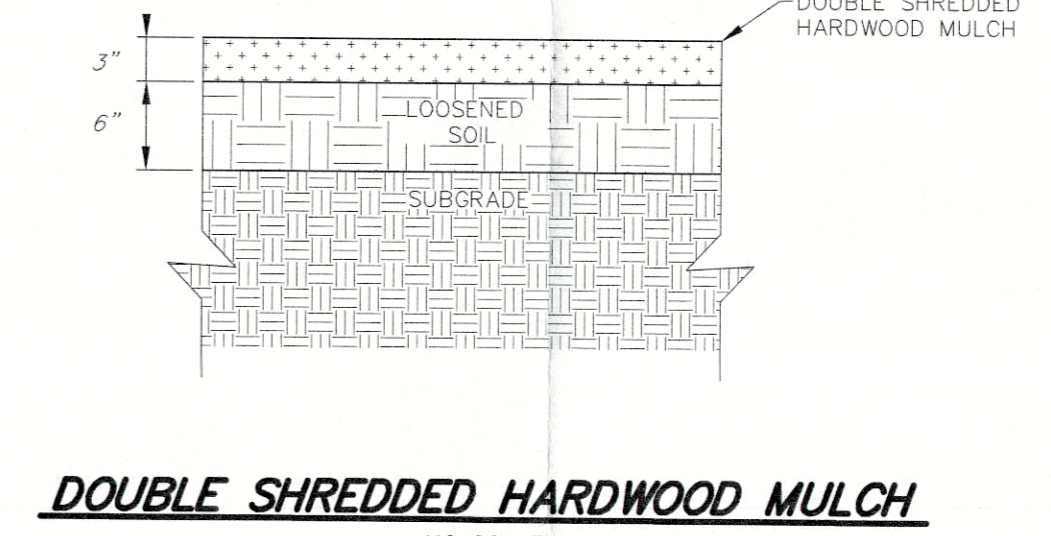 DOUBLE SHREDDED
HARDWOOD MULCH
3"
6"
LOOSENED
SOIL
SUBGRADE
DOUBLE SHREDDED HARDWOOD MULCH